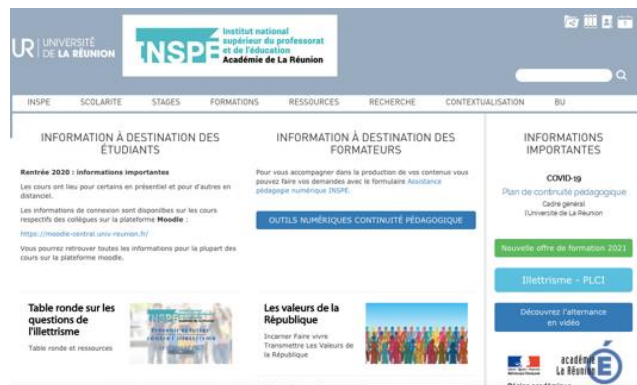 UR UNIVERSITÉ
DE LA RÉUNION
INSPÉ
Institut national
supérieur du professorat
et de l'éducation
Académie de La Réunion
INSPE SCOLARITE STAGES FORMATIONS RESSOURCES RECHERCHE CONTEXTUALISATION BU
INFORMATION À DESTINATION DES
ÉTUDIANTS
Rentrée 2020 : informations importantes
Les cours ont lieu pour certains en présentiel et pour d'autres en
distanciel.
Les informations de connexion sont disponilbes sur les cours
respectifs des collégues sur la plateforme Moodle :
https://moodle-central.univ-reunion.fr/
Vous pourrez retrouver toutes les informations pour la plupart des
cours sur la plateforme moodle.
INFORMATION À DESTINATION DES
FORMATEURS
Pour vous accompagner dans la production de vos contenus vous
pouvez faire vos demandes avec le formulaire Assistance
pédagogie numérique INSPE.
OUTILS NUMÉRIQUES CONTINUITÉ PÉDAGOGIQUE
INFORMATIONS
IMPORTANTES
COVID-19
Plan de continuité pédagogique
Cadre général
l'Université de La Réunion
Nouvelle offre de formation 2021
Illettrisme - PLCI
Découvrez l'alternance
en vidéo
Table ronde sur les
questions de
l'illettrisme
Table ronde et ressources
Les valeurs de la
République
Incarner Faire vivre
Transmettre Les Valeurs de
la République
académie
La Réunion